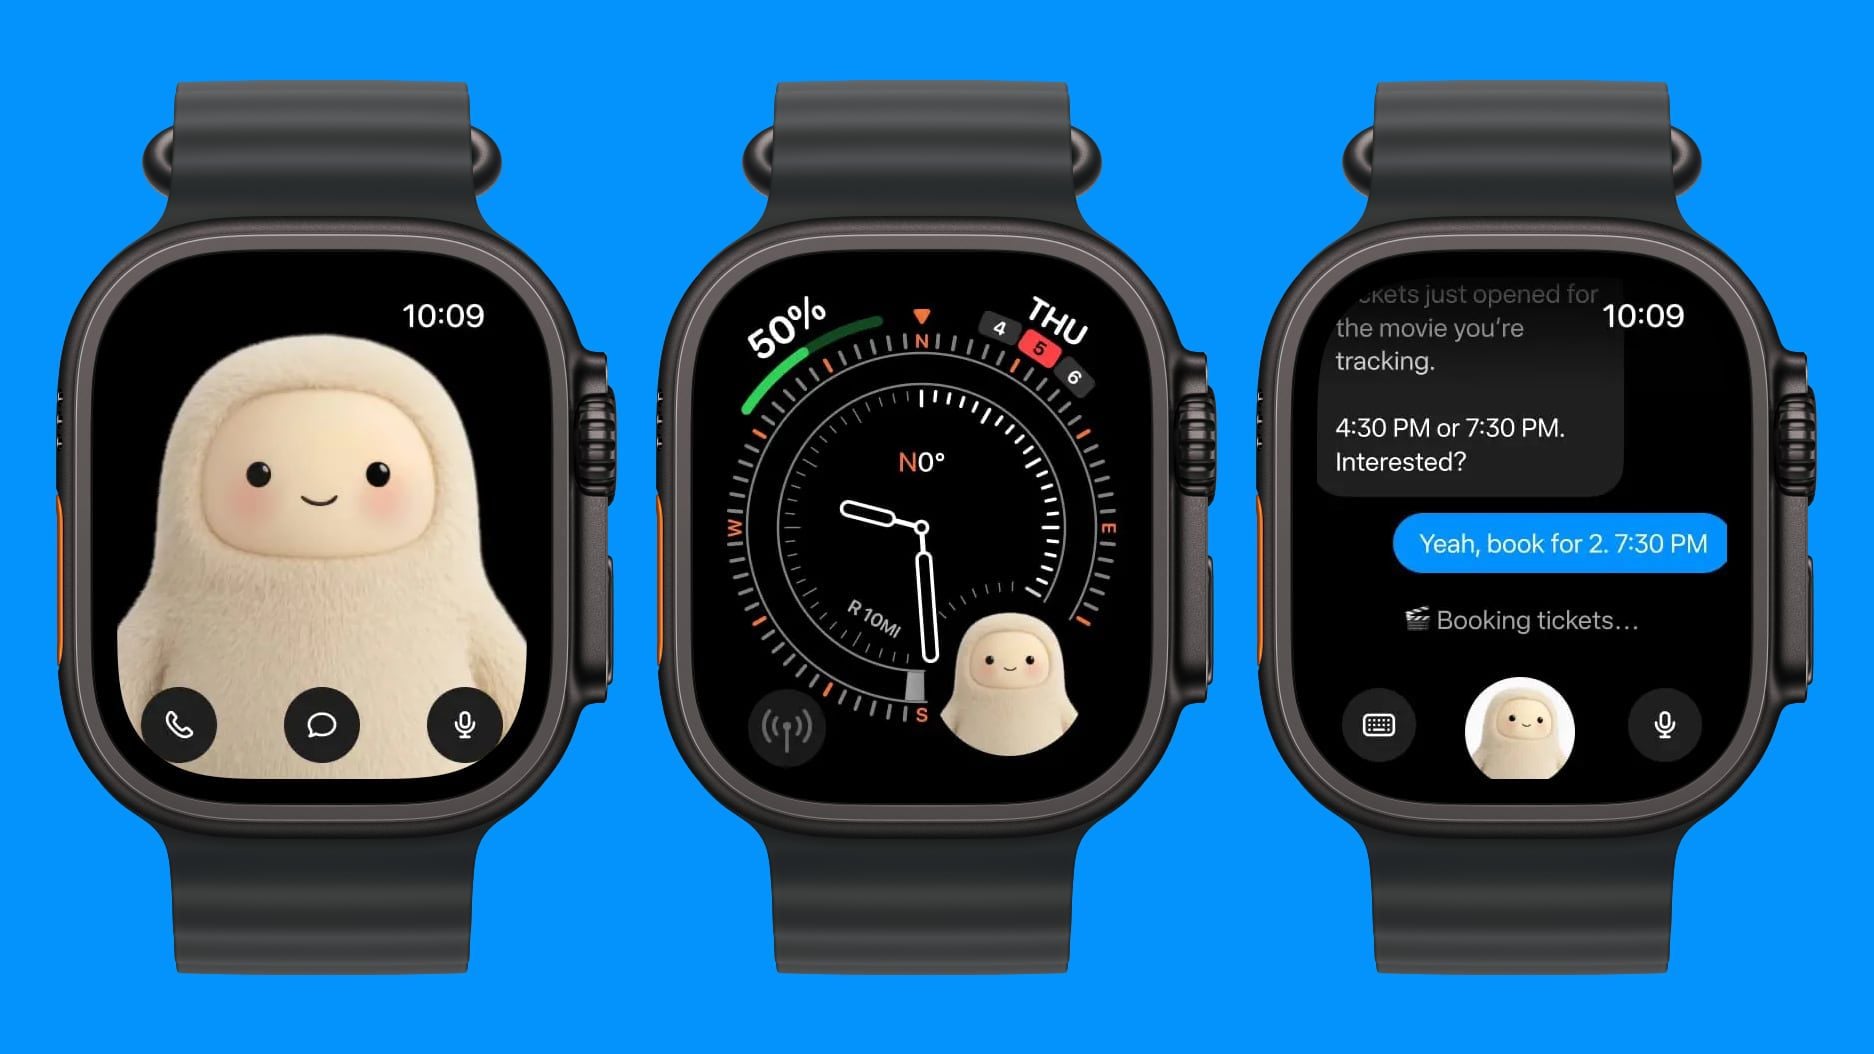 10:09
50%
THU
4
5
6
N
N0°
W
E
R 10MI
S
just opened for
10:09
the movie you’re
tracking.
4:30 PM or 7:30 PM.
Interested?
Yeah, book for 2. 7:30 PM
Booking tickets...